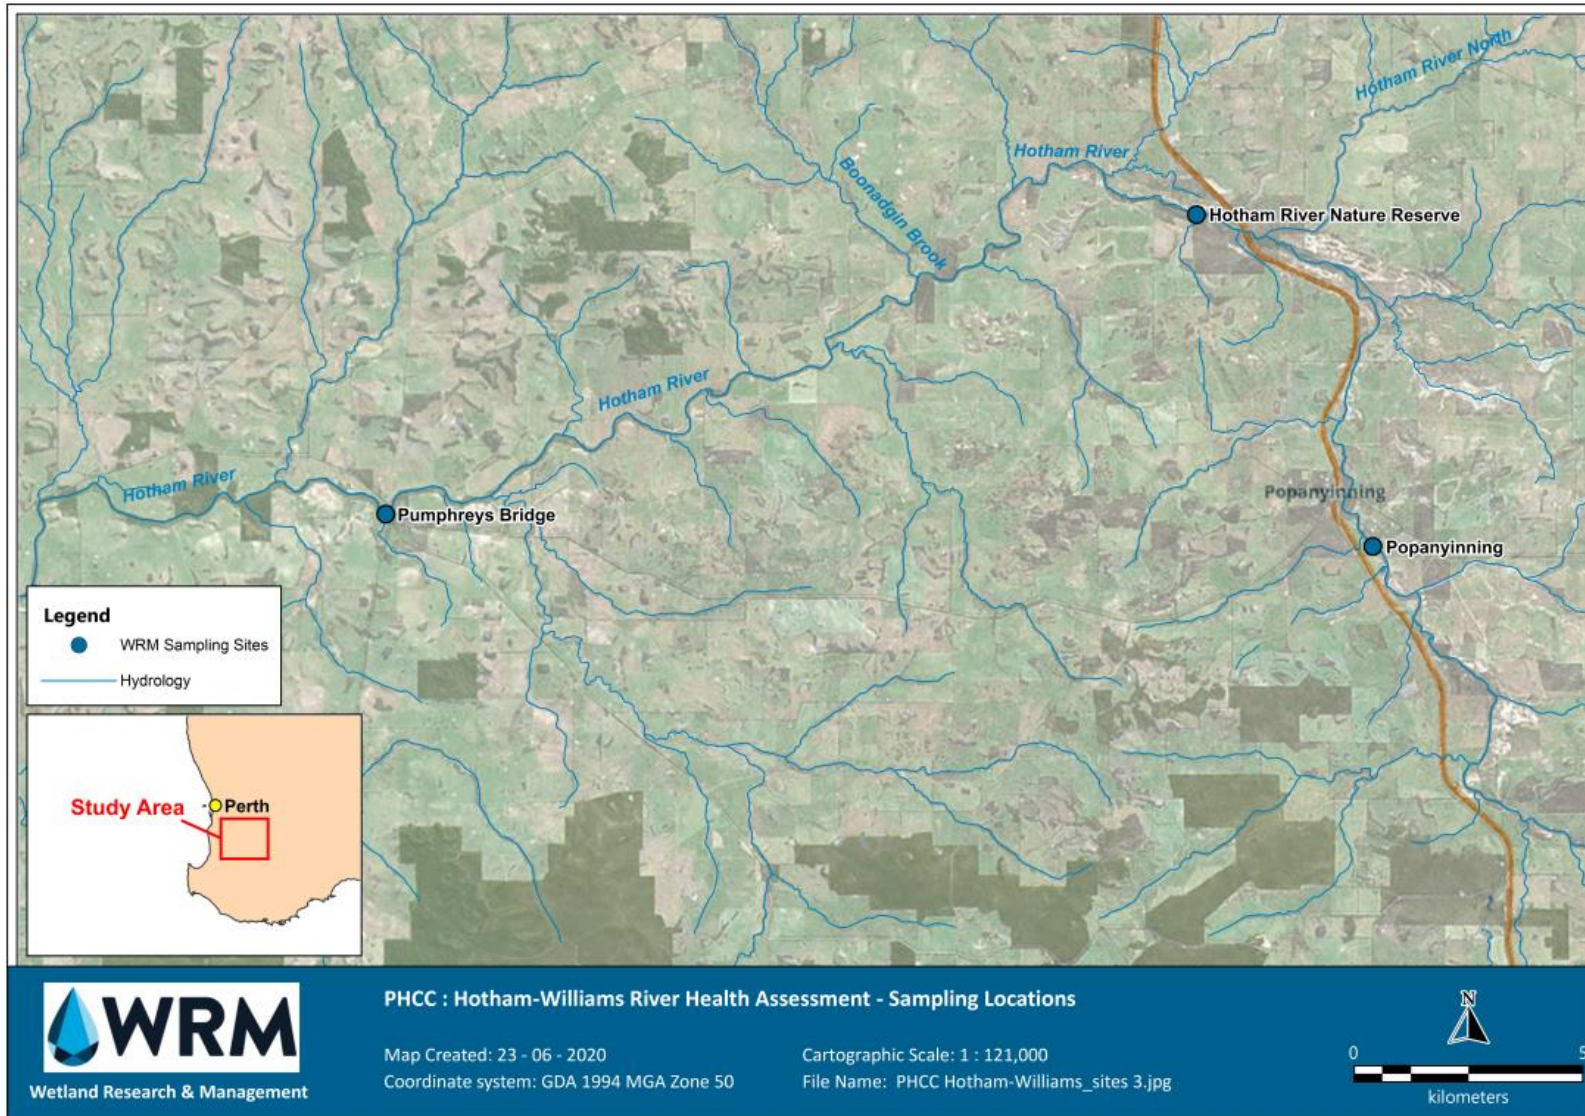 Hotham River North
Hotham River
Boonadgin Brook
Hotham River Nature Reserve
Hotham River
Hotham River
Popanyinning
Pumphreys Bridge
Popanyinning
Legend
WRM Sampling Sites
Hydrology
Study Area
Perth
WRM
Wetland Research & Management
PHCC : Hotham-Williams River Health Assessment - Sampling Locations
Map Created: 23 - 06 - 2020
Coordinate system: GDA 1994 MGA Zone 50
Cartographic Scale: 1 : 121,000
File Name: PHCC Hotham-Williams_sites 3.jpg
N
0 5
kilometers